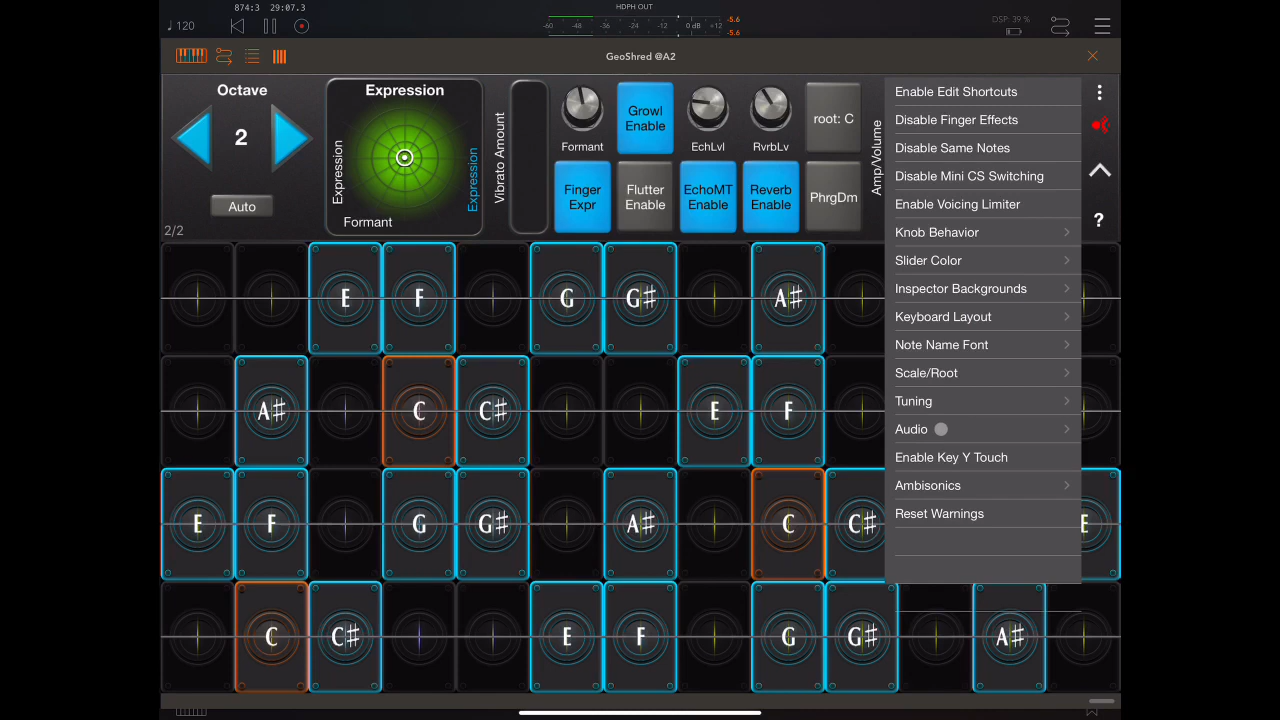 HDPH OUT
874:3 29:07.3
♩ 120
-60 -48 -36 -24 -12 0 dB +12
-5.6
-5.6
DSP: 39 %
GeoShred @A2
Octave
2
Auto
2/2
Expression
Expression
Expression
Formant
Vibrato Amount
Formant
Growl Enable
EchLvl
RvrbLv
root: C
Finger Expr
Flutter Enable
EchoMT Enable
Reverb Enable
PhrgDm
Amp/Volume
?
Enable Edit Shortcuts
Disable Finger Effects
Disable Same Notes
Disable Mini CS Switching
Enable Voicing Limiter
Knob Behavior
Slider Color
Inspector Backgrounds
Keyboard Layout
Note Name Font
Scale/Root
Tuning
Audio
Enable Key Y Touch
Ambisonics
Reset Warnings
E F G G♯ A♯
A♯ C C♯ E F
E F G G♯ A♯ C C♯ E
C C♯ E F G G♯ A♯